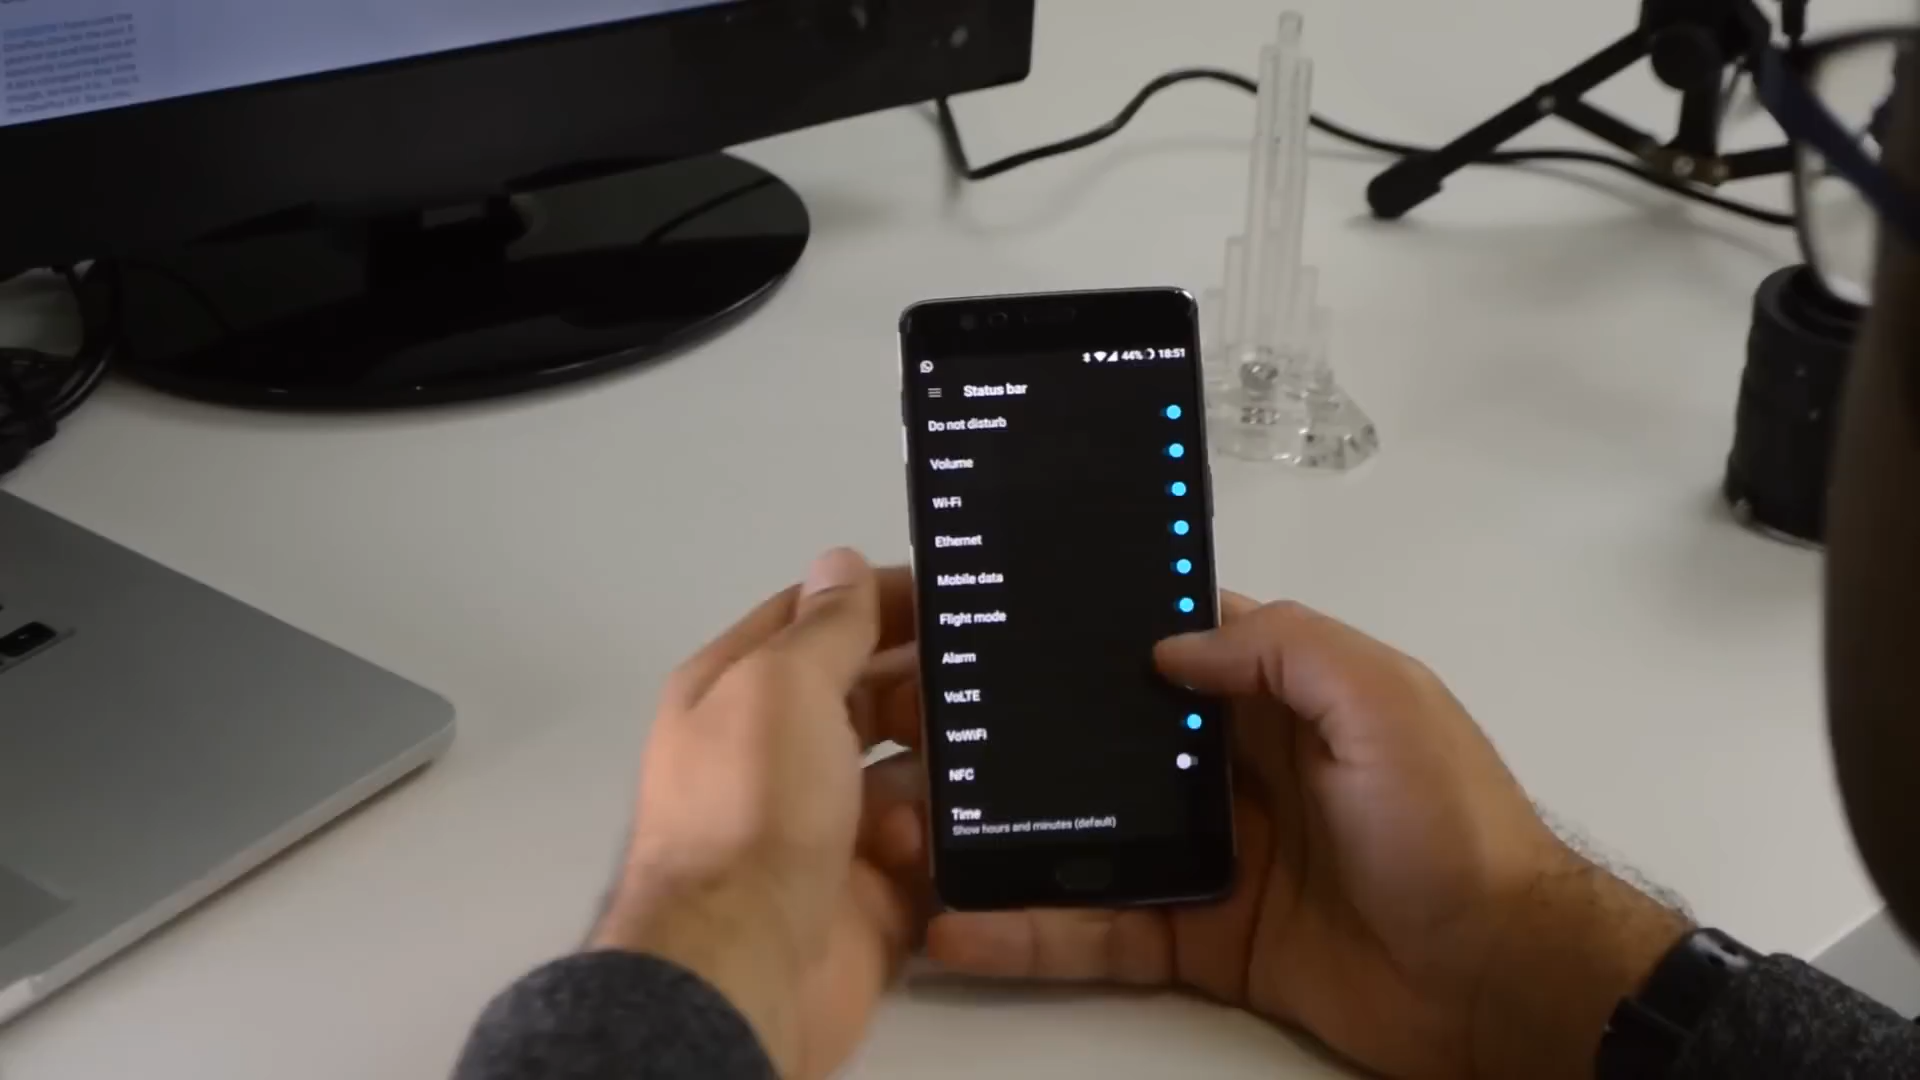 44% 18:51
Status bar
Do not disturb
Volume
Wi-Fi
Ethernet
Mobile data
Flight mode
Alarm
VoLTE
VoWiFi
NFC
Time
Show hours and minutes (default)